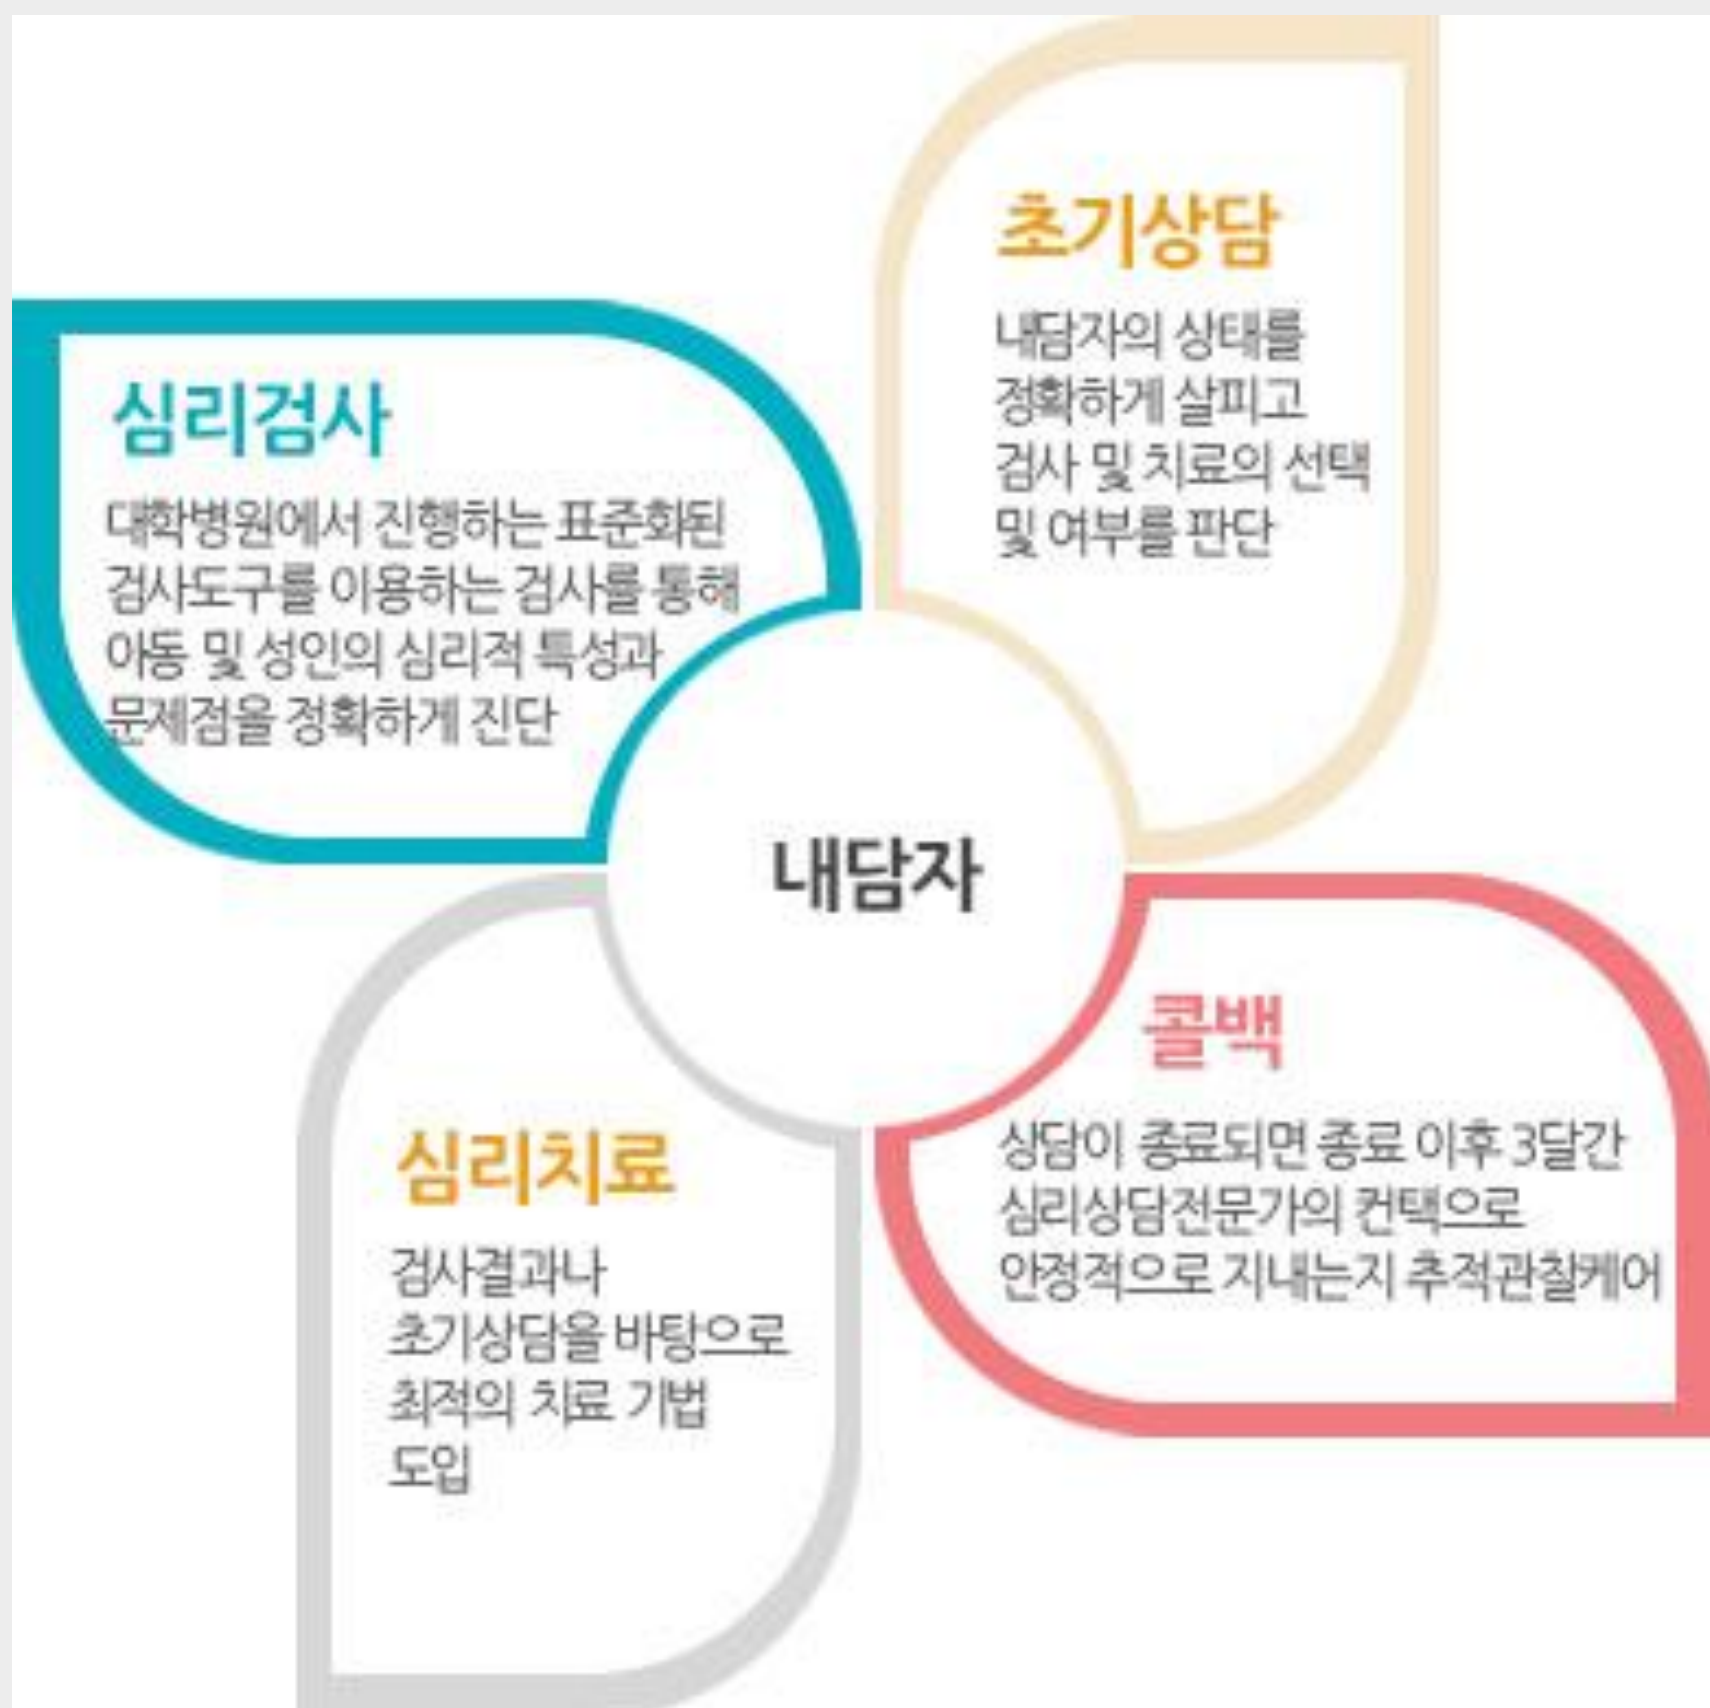 초기상담
내담자의 상태를
정확하게 살피고
검사 및 치료의 선택
및 여부를 판단
심리검사
대학병원에서 진행하는 표준화된
검사도구를 이용하는 검사를 통해
아동 및 성인의 심리적 특성과
문제점을 정확하게 진단
내담자
콜백
상담이 종료되면 종료 이후 3달간
심리상담전문가의 컨택으로
안정적으로 지내는지 추적관찰케어
심리치료
검사결과나
초기상담을 바탕으로
최적의 치료 기법
도입